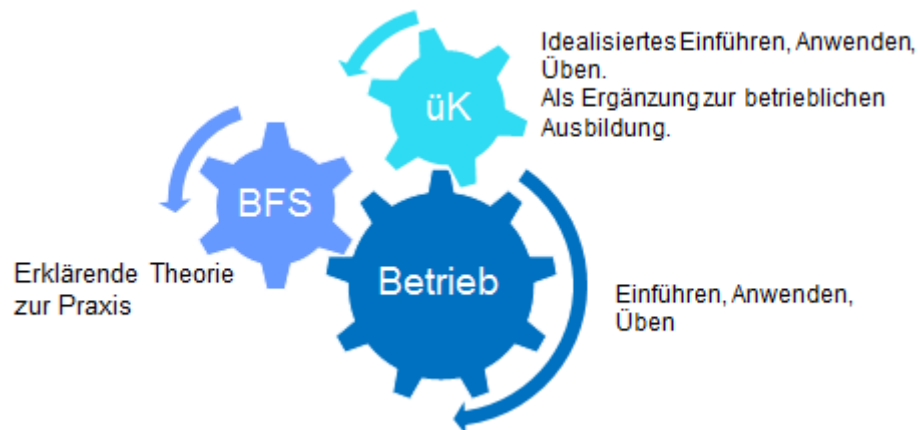 Idealisiertes Einführen, Anwenden,
Üben.
Als Ergänzung zur betrieblichen
Ausbildung.
üK
BFS
Erklärende Theorie
zur Praxis
Betrieb
Einführen, Anwenden,
Üben